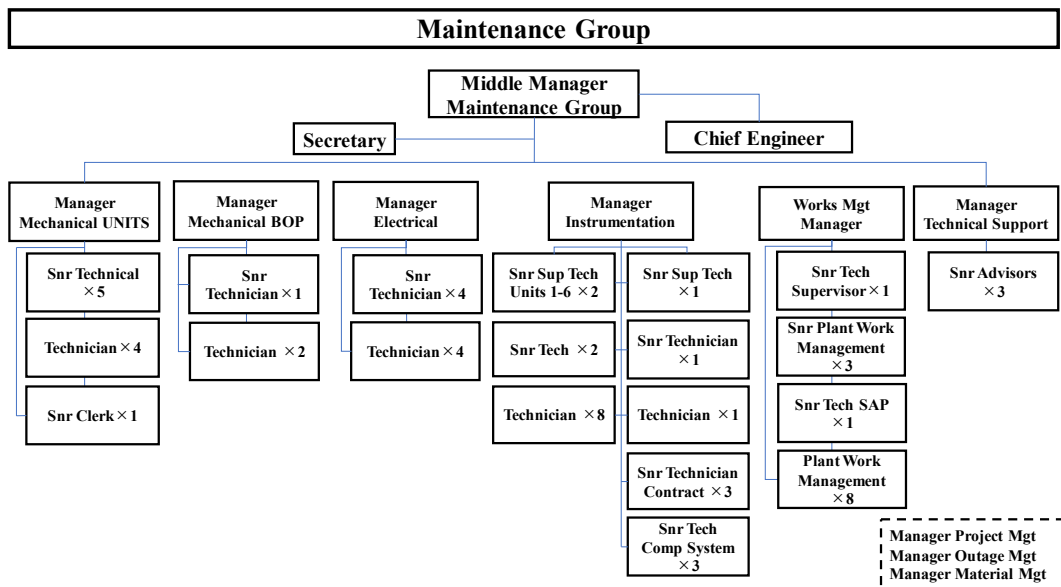 Maintenance Group
Middle Manager
Maintenance Group
Secretary
Chief Engineer
Manager
Mechanical UNITS
Snr Technical
×5
Technician×4
Snr Clerk×1
Manager
Mechanical BOP
Snr
Technician×1
Technician ×2
Manager
Electrical
Snr
Technician×4
Technician×4
Manager
Instrumentation
Snr Sup Tech
Units 1-6 ×2
Snr Tech ×2
Technician ×8
Snr Sup Tech
×1
Snr Technician
×1
Technician ×1
Snr Technician
Contract ×3
Snr Tech
Comp System
×3
Works Mgt
Manager
Snr Tech
Supervisor×1
Snr Plant Work
Management
×3
Snr Tech SAP
×1
Plant Work
Management
×8
Manager
Technical Support
Snr Advisors
×3
Manager Project Mgt
Manager Outage Mgt
Manager Material Mgt